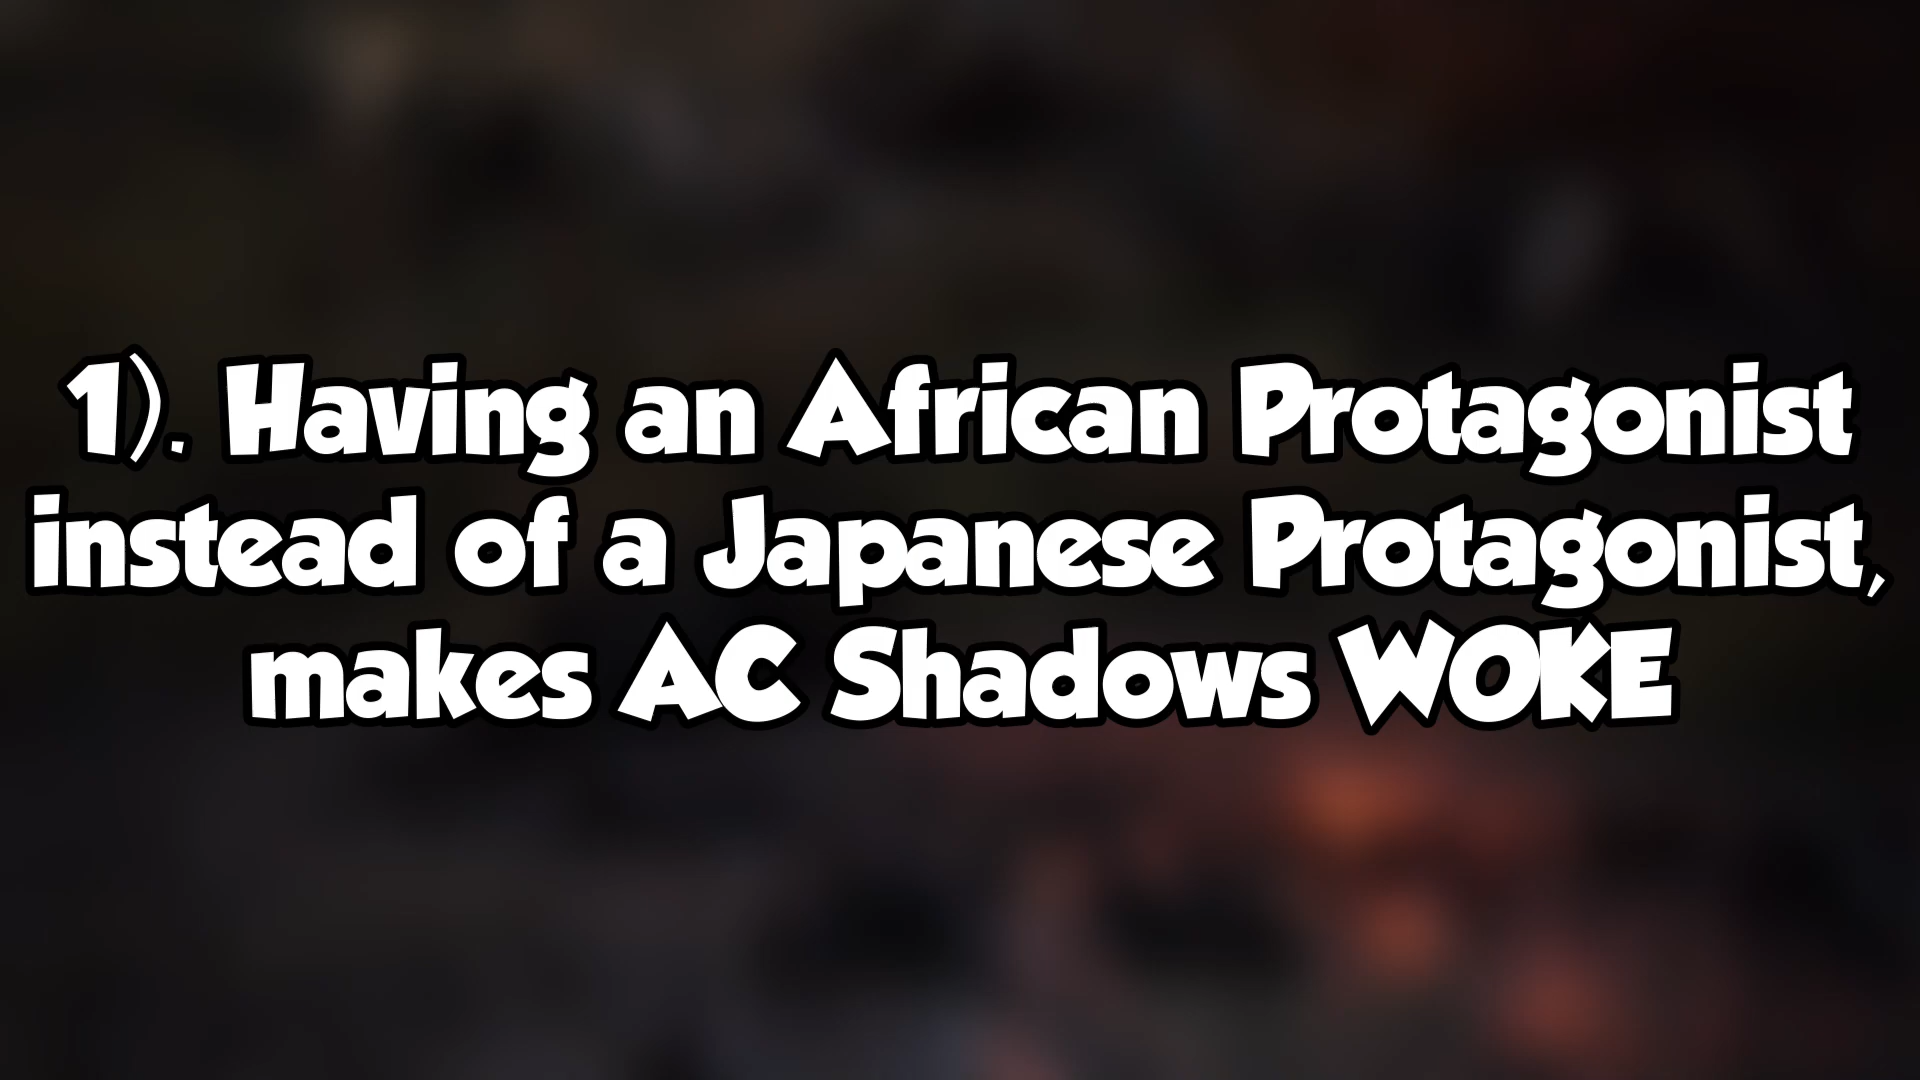 1). Having an African Protagonist
instead of a Japanese Protagonist,
makes AC Shadows WOKE